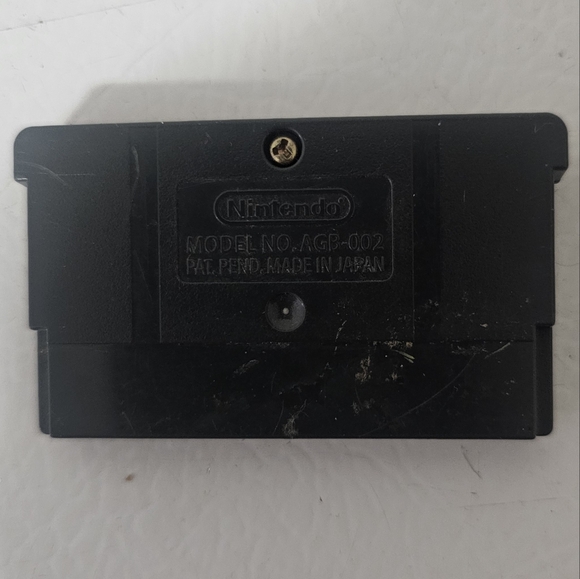 Nintendo®
MODEL NO. AGB-002
PAT. PEND. MADE IN JAPAN